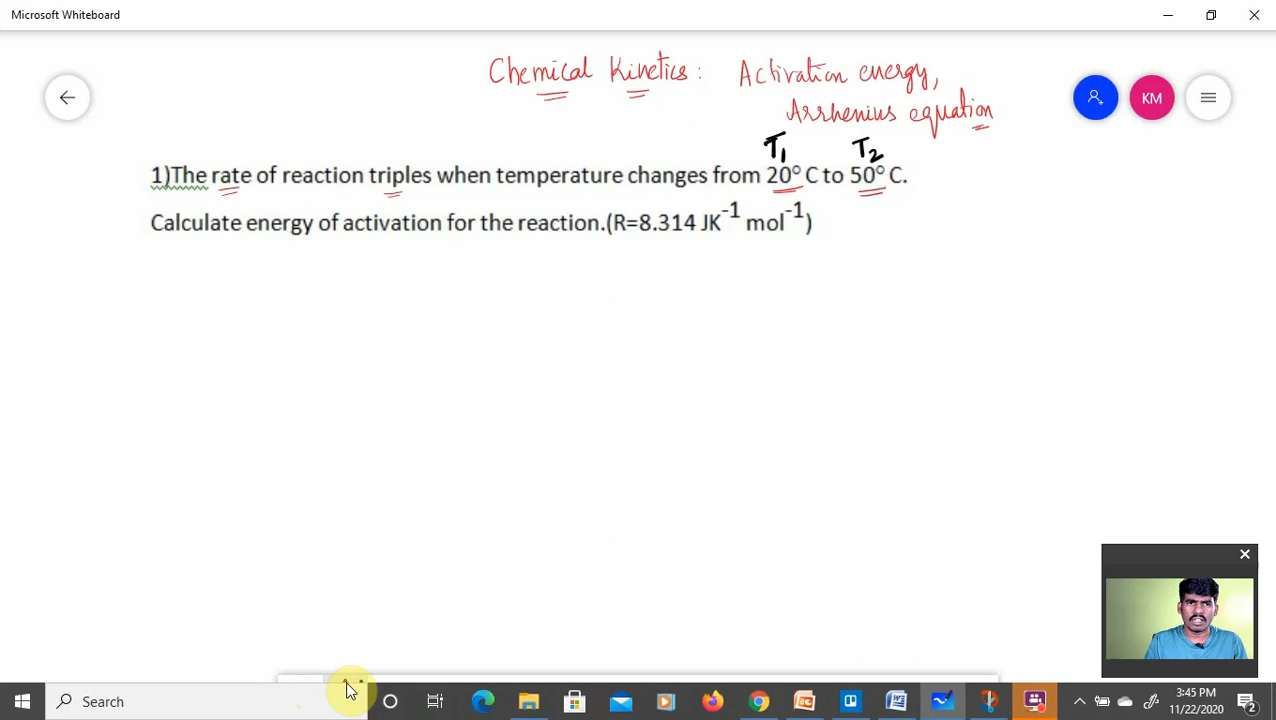 Microsoft Whiteboard
Chemical Kinetics : Activation energy,
Arrhenius equation
KM
T1 T2
1)The rate of reaction triples when temperature changes from 20° C to 50° C.
Calculate energy of activation for the reaction.(R=8.314 JK-1 mol-1)
Search
3:45 PM
11/22/2020
2